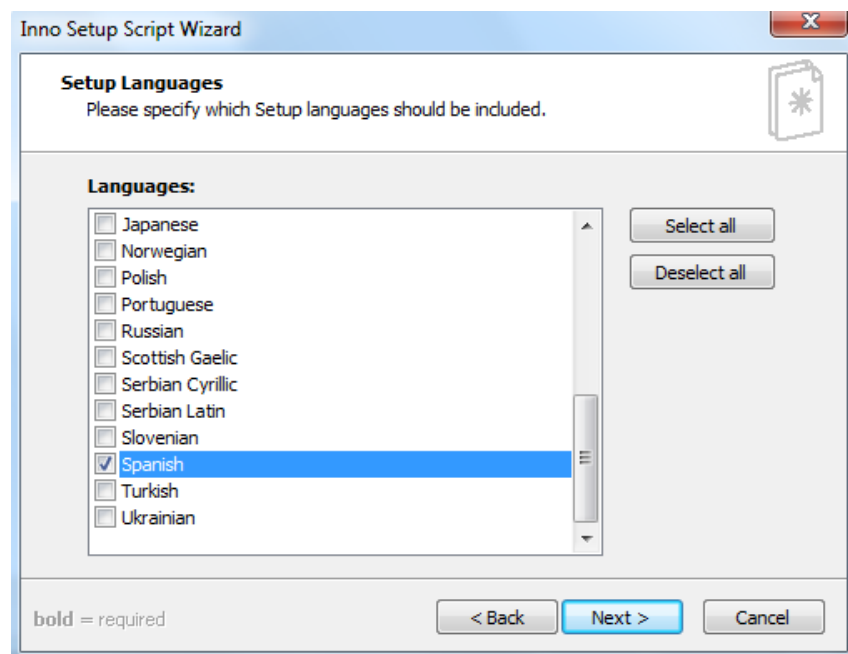 Inno Setup Script Wizard
Setup Languages
Please specify which Setup languages should be included.
Languages:
Japanese
Norwegian
Polish
Portuguese
Russian
Scottish Gaelic
Serbian Cyrillic
Serbian Latin
Slovenian
Spanish
Turkish
Ukrainian
Select all
Deselect all
bold = required
< Back
Next >
Cancel